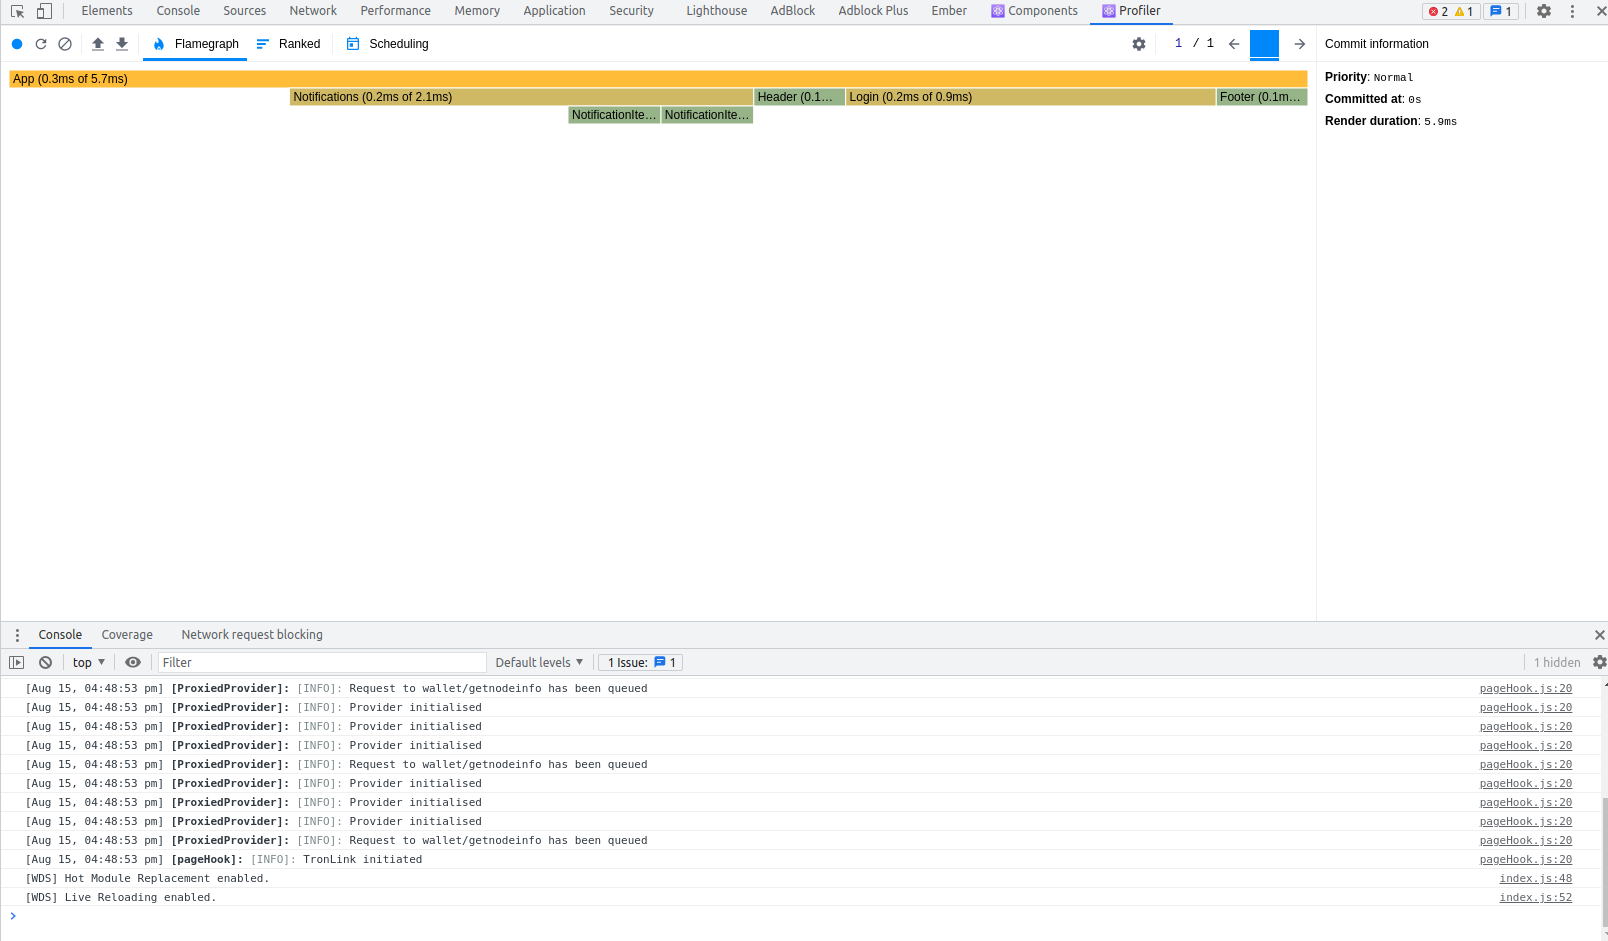 Elements Console Sources Network Performance Memory Application Security Lighthouse AdBlock Adblock Plus Ember Components Profiler 2 1 1
Flamegraph Ranked Scheduling 1 / 1 Commit information
App (0.3ms of 5.7ms)
Priority: Normal
Notifications (0.2ms of 2.1ms) Header (0.1... Login (0.2ms of 0.9ms) Footer (0.1m...
Committed at: 0s
NotificationIte... NotificationIte...
Render duration: 5.9ms
Console Coverage Network request blocking
top Filter Default levels 1 Issue: 1 1 hidden
[Aug 15, 04:48:53 pm] [ProxiedProvider]: [INFO]: Request to wallet/getnodeinfo has been queued pageHook.js:20
[Aug 15, 04:48:53 pm] [ProxiedProvider]: [INFO]: Provider initialised pageHook.js:20
[Aug 15, 04:48:53 pm] [ProxiedProvider]: [INFO]: Provider initialised pageHook.js:20
[Aug 15, 04:48:53 pm] [ProxiedProvider]: [INFO]: Provider initialised pageHook.js:20
[Aug 15, 04:48:53 pm] [ProxiedProvider]: [INFO]: Request to wallet/getnodeinfo has been queued pageHook.js:20
[Aug 15, 04:48:53 pm] [ProxiedProvider]: [INFO]: Provider initialised pageHook.js:20
[Aug 15, 04:48:53 pm] [ProxiedProvider]: [INFO]: Provider initialised pageHook.js:20
[Aug 15, 04:48:53 pm] [ProxiedProvider]: [INFO]: Provider initialised pageHook.js:20
[Aug 15, 04:48:53 pm] [ProxiedProvider]: [INFO]: Request to wallet/getnodeinfo has been queued pageHook.js:20
[Aug 15, 04:48:53 pm] [pageHook]: [INFO]: TronLink initiated pageHook.js:20
[WDS] Hot Module Replacement enabled. index.js:48
[WDS] Live Reloading enabled. index.js:52